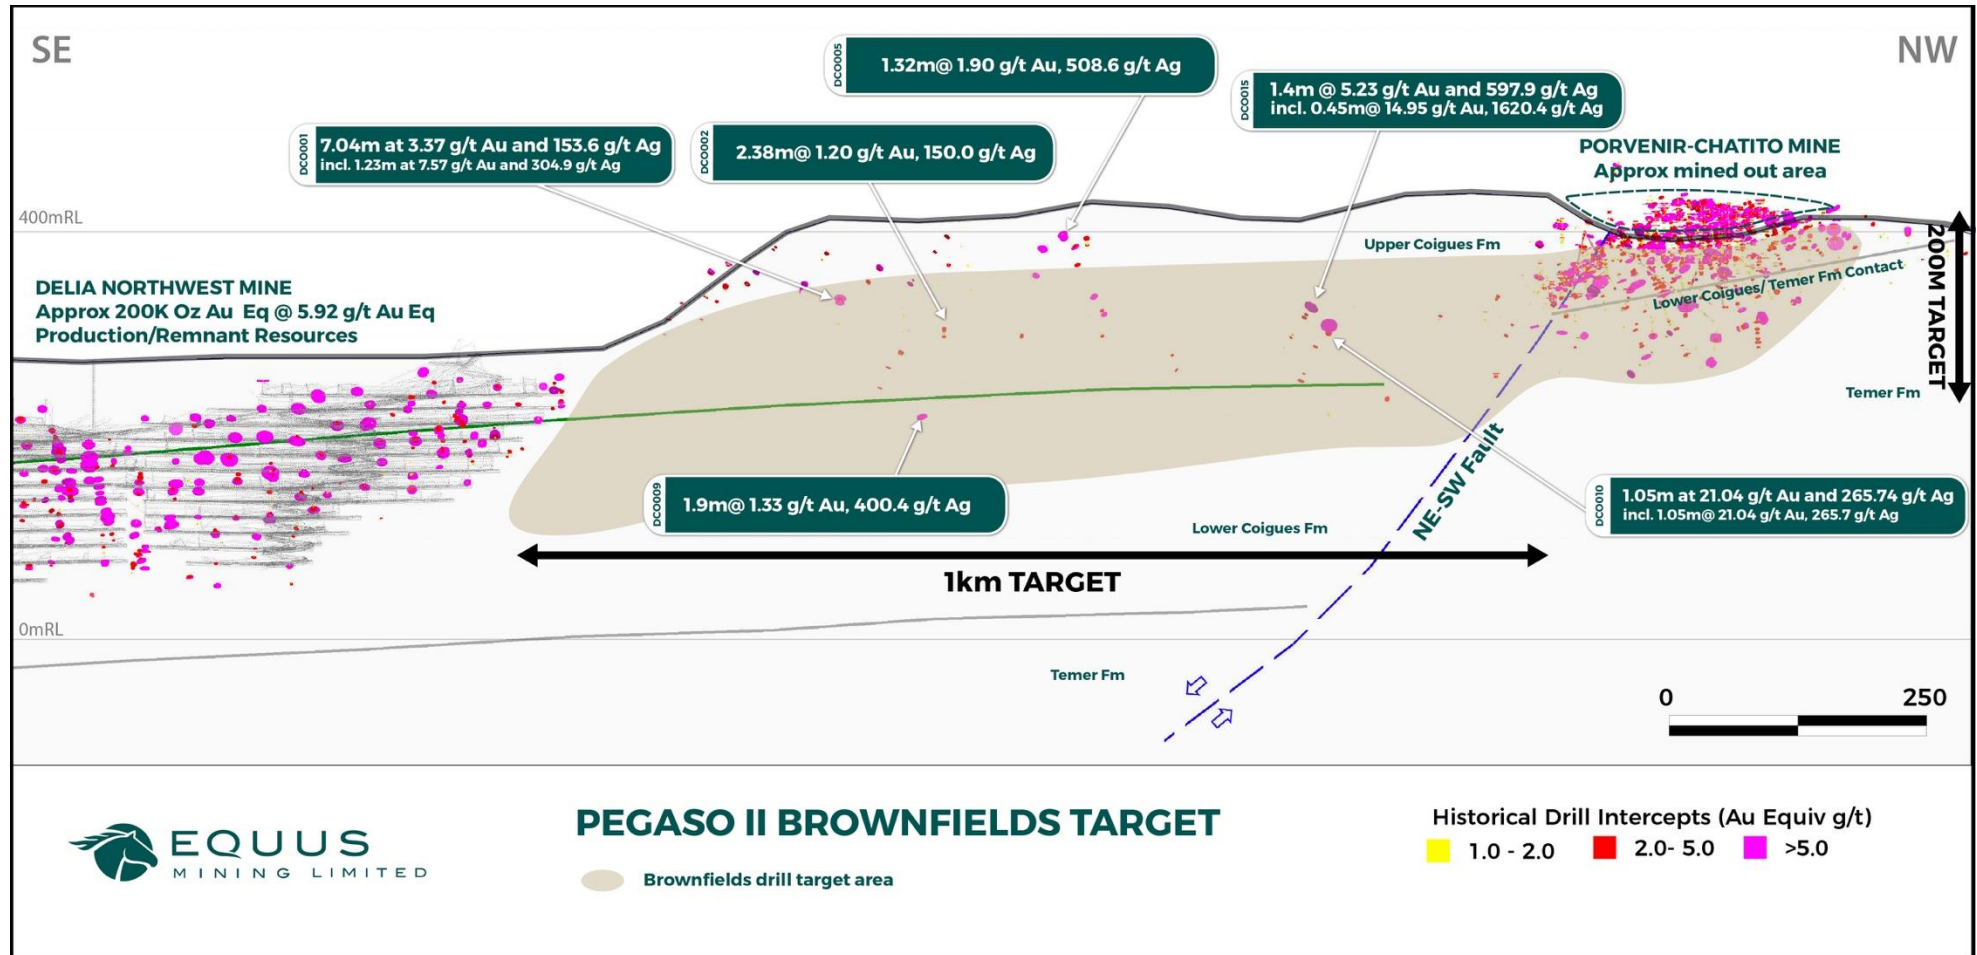 SE
NW
DCO005
1.32m@ 1.90 g/t Au, 508.6 g/t Ag
DCO015
1.4m @ 5.23 g/t Au and 597.9 g/t Ag
incl. 0.45m@ 14.95 g/t Au, 1620.4 g/t Ag
DCO001
7.04m at 3.37 g/t Au and 153.6 g/t Ag
incl. 1.23m at 7.57 g/t Au and 304.9 g/t Ag
DCO002
2.38m@ 1.20 g/t Au, 150.0 g/t Ag
PORVENIR-CHATITO MINE
Approx mined out area
400mRL
Upper Coigues Fm
Lower Coigues/ Temer Fm Contact
200M TARGET
DELIA NORTHWEST MINE
Approx 200K Oz Au Eq @ 5.92 g/t Au Eq
Production/Remnant Resources
Temer Fm
NE-SW Fault
DCO009
1.9m@ 1.33 g/t Au, 400.4 g/t Ag
DCO010
1.05m at 21.04 g/t Au and 265.74 g/t Ag
incl. 1.05m@ 21.04 g/t Au, 265.7 g/t Ag
Lower Coigues Fm
1km TARGET
0mRL
Temer Fm
0 250
EQUUS
MINING LIMITED
PEGASO II BROWNFIELDS TARGET
Brownfields drill target area
Historical Drill Intercepts (Au Equiv g/t)
1.0 - 2.0 2.0- 5.0 >5.0